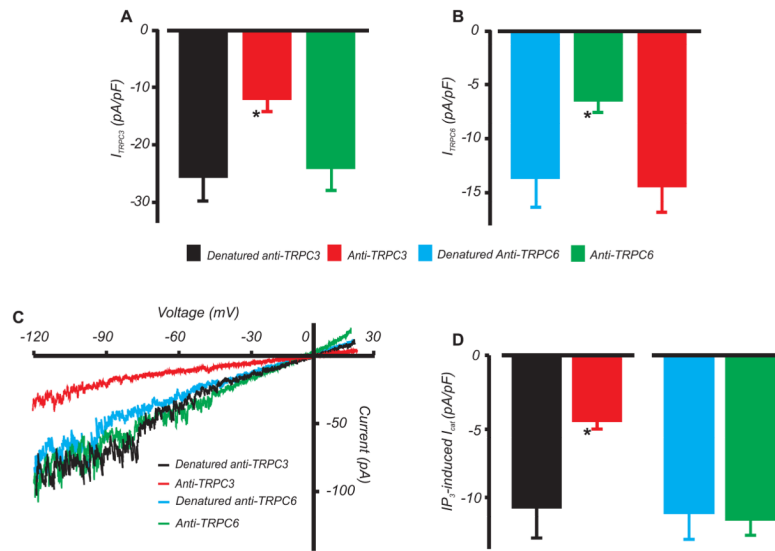 A
B
0
-10
-20
-30
I_TRPC3 (pA/pF)
*
0
-5
-10
-15
I_TRPC6 (pA/pF)
*
Denatured anti-TRPC3
Anti-TRPC3
Denatured Anti-TRPC6
Anti-TRPC6
C
Voltage (mV)
-120 -90 -60 -30 0 30
-50
-100
Current (pA)
Denatured anti-TRPC3
Anti-TRPC3
Denatured anti-TRPC6
Anti-TRPC6
D
0
-5
-10
IP3-induced Icat (pA/pF)
*